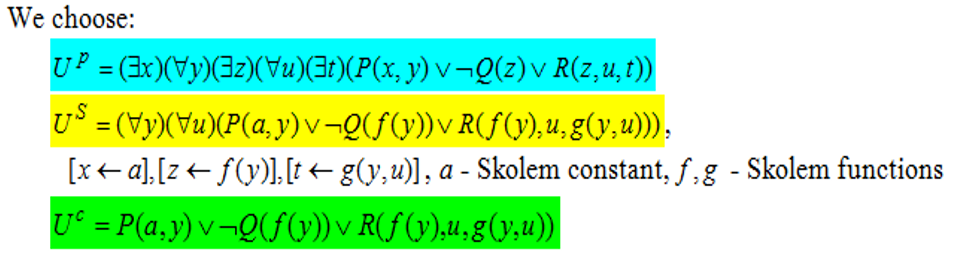 We choose:
U^p = (∃x)(∀y)(∃z)(∀u)(∃t)(P(x, y) ∨ ¬Q(z) ∨ R(z,u,t))
U^S = (∀y)(∀u)(P(a, y) ∨ ¬Q(f(y)) ∨ R(f(y),u,g(y,u))),
[x ← a],[z ← f(y)],[t ← g(y,u)], a - Skolem constant, f,g - Skolem functions
U^c = P(a,y) ∨ ¬Q(f(y)) ∨ R(f(y),u,g(y,u))